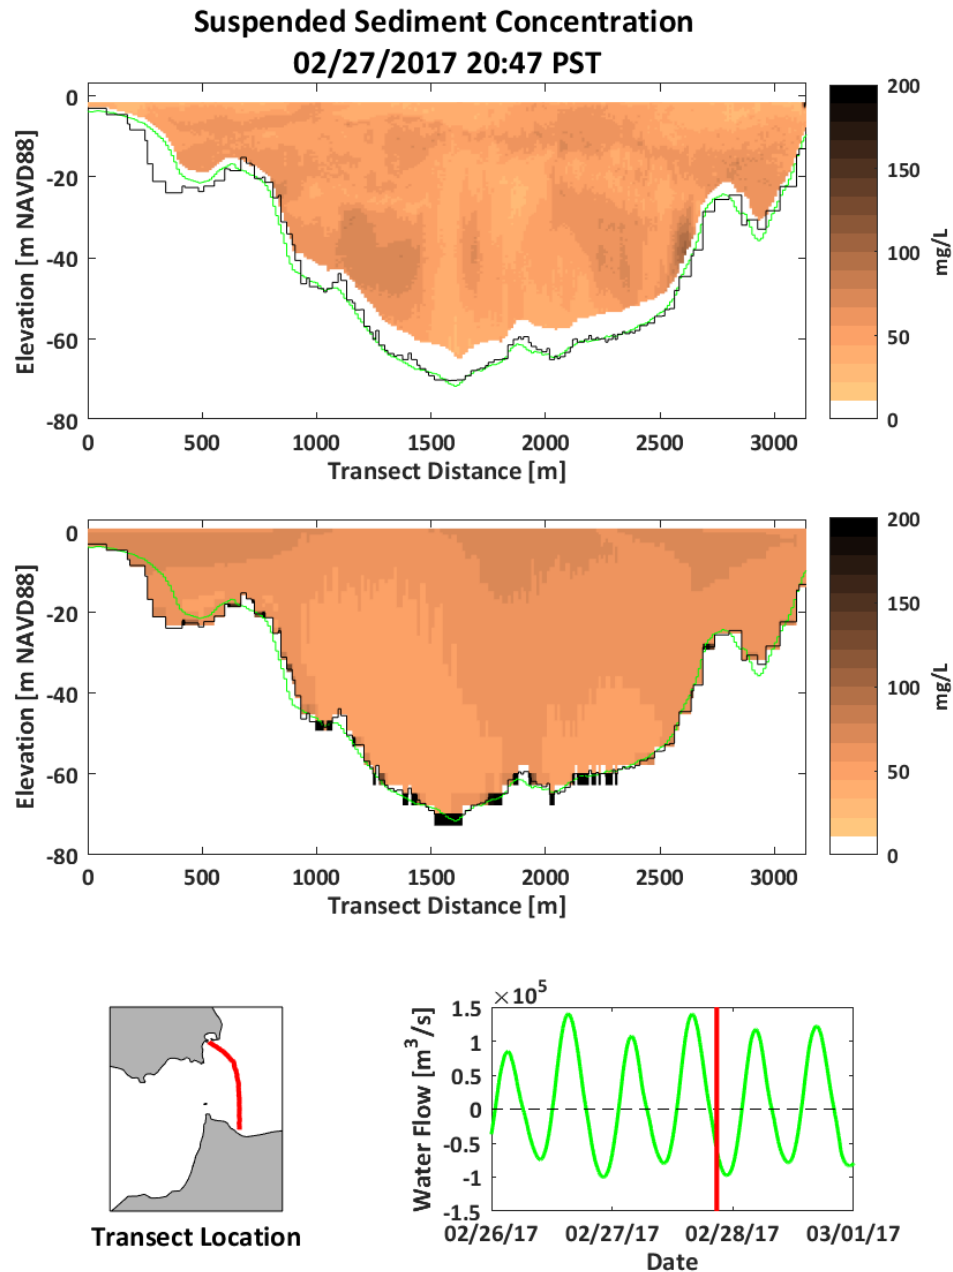 Suspended Sediment Concentration
02/27/2017 20:47 PST
0
-20
-40
-60
-80
Elevation [m NAVD88]
0 500 1000 1500 2000 2500 3000
Transect Distance [m]
200
150
100
50
0
mg/L
0
-20
-40
-60
-80
Elevation [m NAVD88]
0 500 1000 1500 2000 2500 3000
Transect Distance [m]
200
150
100
50
0
mg/L
Transect Location
×10⁵
1.5
1
0.5
0
-0.5
-1
-1.5
Water Flow [m³/s]
02/26/17 02/27/17 02/28/17 03/01/17
Date